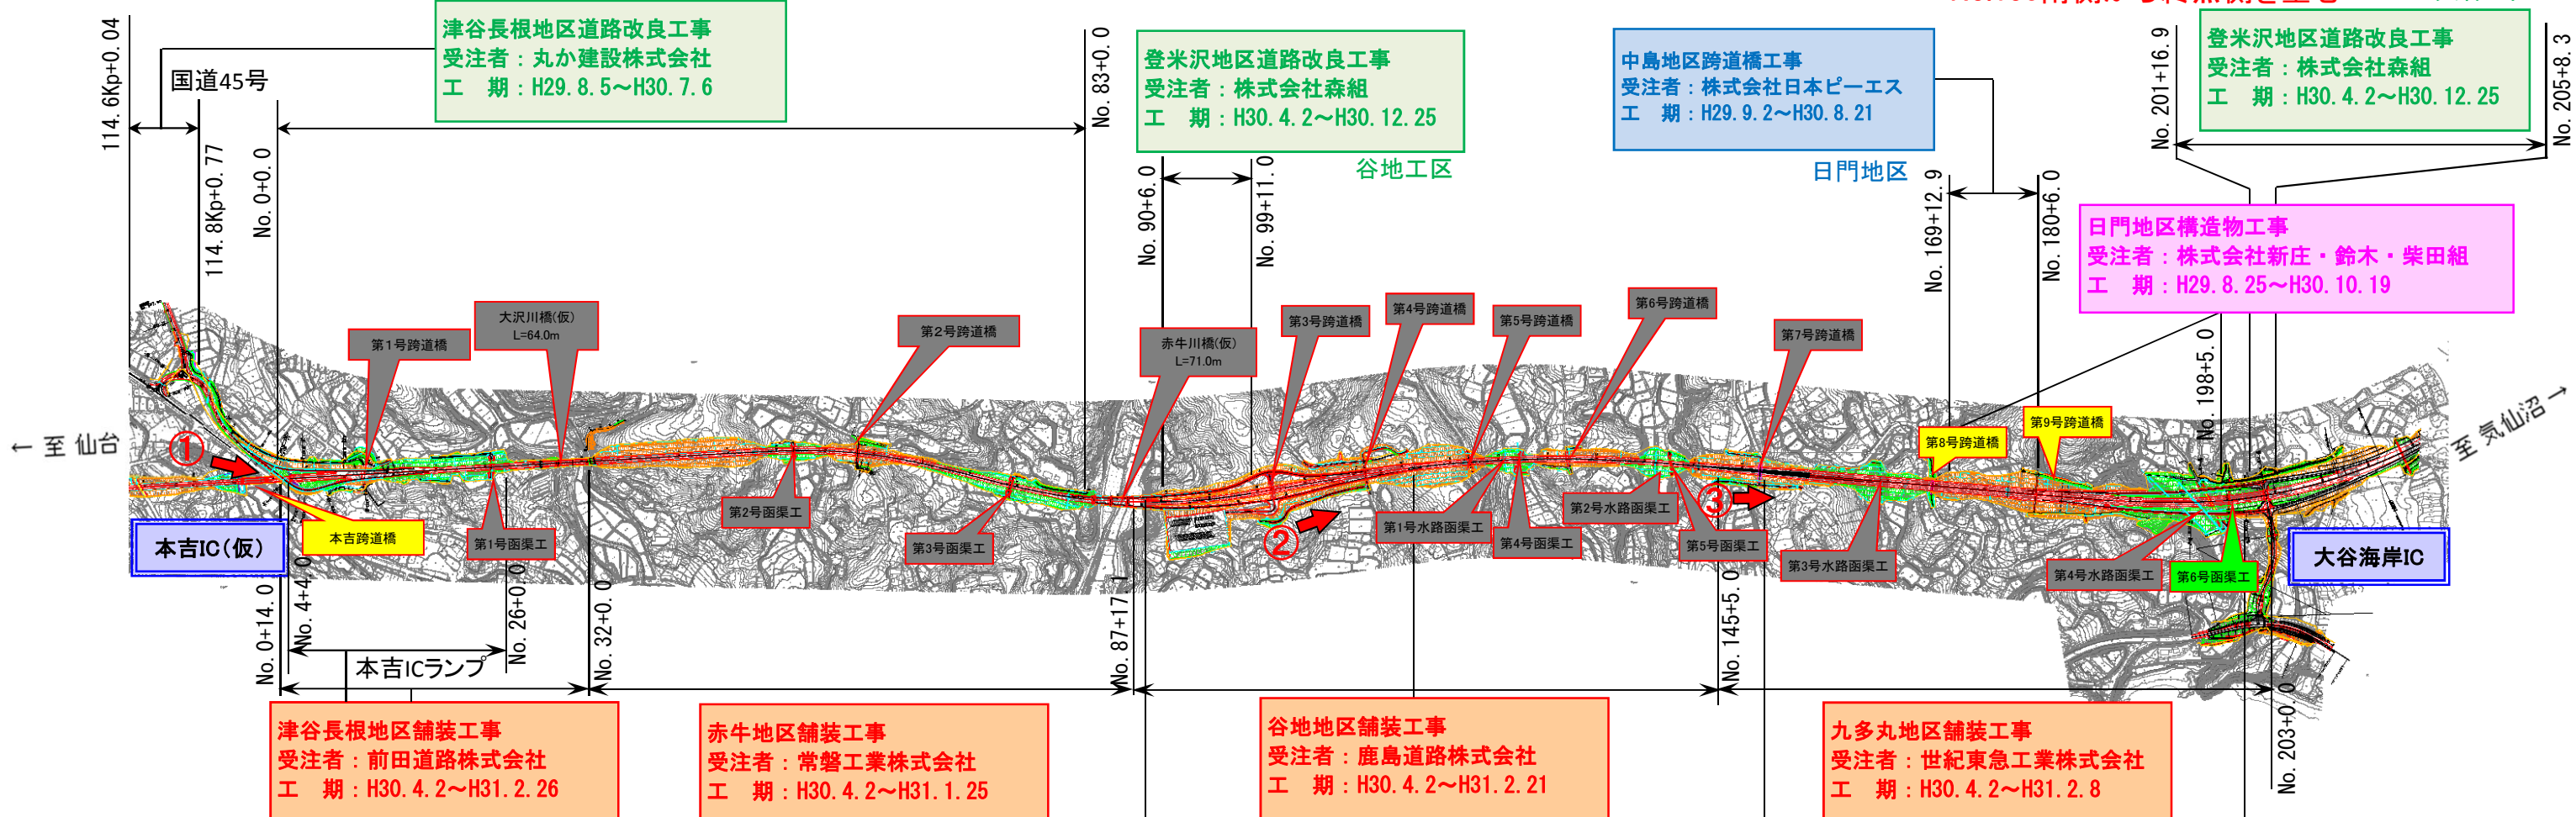 津谷長根地区道路改良工事
受注者：丸か建設株式会社
工　期：H29.8.5～H30.7.6
登米沢地区道路改良工事
受注者：株式会社森組
工　期：H30.4.2～H30.12.25
谷地工区
中島地区跨道橋工事
受注者：株式会社日本ピーエス
工　期：H29.9.2～H30.8.21
日門地区
登米沢地区道路改良工事
受注者：株式会社森組
工　期：H30.4.2～H30.12.25
日門地区構造物工事
受注者：株式会社新庄・鈴木・柴田組
工　期：H29.8.25～H30.10.19
114.6Kp+0.04
国道45号
114.8Kp+0.77
No.0+0.0
No.83+0.0
No.90+6.0
No.99+11.0
No.169+12.9
No.180+6.0
No.201+16.9
No.205+8.3
No.198+5.0
第1号跨道橋
大沢川橋(仮)
L=64.0m
第2号跨道橋
赤牛川橋(仮)
L=71.0m
第3号跨道橋
第4号跨道橋
第5号跨道橋
第6号跨道橋
第7号跨道橋
第8号跨道橋
第9号跨道橋
← 至 仙台
至 気仙沼 →
①
②
③
本吉IC(仮)
本吉跨道橋
第1号函渠工
第2号函渠工
第3号函渠工
第1号水路函渠工
第4号函渠工
第2号水路函渠工
第5号函渠工
第3号水路函渠工
第4号水路函渠工
第6号函渠工
大谷海岸IC
No.0+14.0
No.4+4.0
No.26+0.0
No.32+0.0
No.87+17.1
No.145+5.0
No.203+0.0
本吉ICランプ
津谷長根地区舗装工事
受注者：前田道路株式会社
工　期：H30.4.2～H31.2.26
赤牛地区舗装工事
受注者：常磐工業株式会社
工　期：H30.4.2～H31.1.25
谷地地区舗装工事
受注者：鹿島道路株式会社
工　期：H30.4.2～H31.2.21
九多丸地区舗装工事
受注者：世紀東急工業株式会社
工　期：H30.4.2～H31.2.8